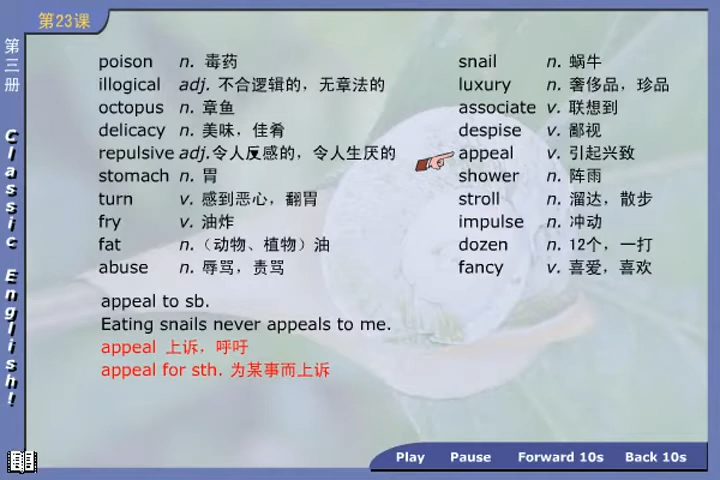 第23课
第三册
Classic English!
poison n. 毒药
illogical adj. 不合逻辑的，无章法的
octopus n. 章鱼
delicacy n. 美味，佳肴
repulsive adj.令人反感的，令人生厌的
stomach n. 胃
turn v. 感到恶心，翻胃
fry v. 油炸
fat n.（动物、植物）油
abuse n. 辱骂，责骂
snail n. 蜗牛
luxury n. 奢侈品，珍品
associate v. 联想到
despise v. 鄙视
appeal v. 引起兴致
shower n. 阵雨
stroll n. 溜达，散步
impulse n. 冲动
dozen n. 12个，一打
fancy v. 喜爱，喜欢
appeal to sb.
Eating snails never appeals to me.
appeal 上诉，呼吁
appeal for sth. 为某事而上诉
Play Pause Forward 10s Back 10s